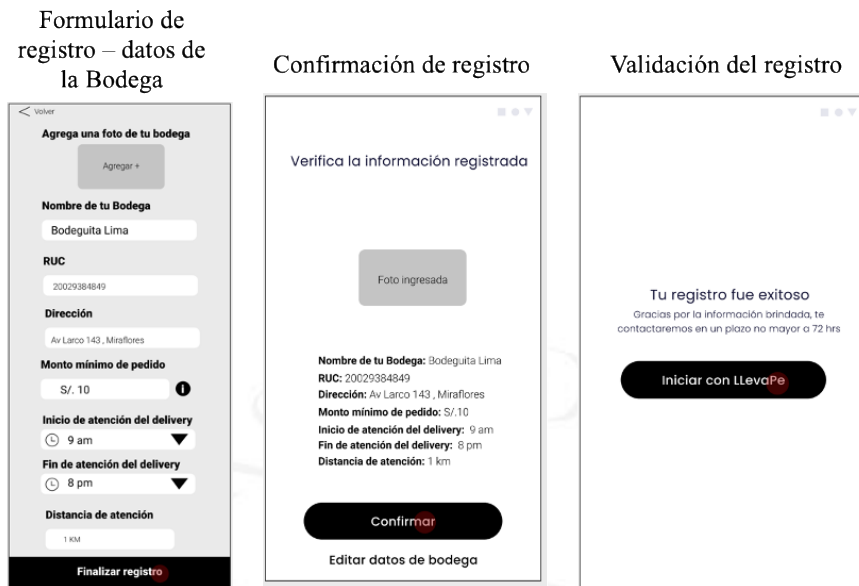 Formulario de
registro – datos de
la Bodega
Volver
Agrega una foto de tu bodega
Agregar +
Nombre de tu Bodega
Bodeguita Lima
RUC
20029384849
Dirección
Av Larco 143 , Miraflores
Monto mínimo de pedido
S/. 10
Inicio de atención del delivery
9 am
Fin de atención del delivery
8 pm
Distancia de atención
1 KM
Finalizar registro
Confirmación de registro
Verifica la información registrada
Foto ingresada
Nombre de tu Bodega: Bodeguita Lima
RUC: 20029384849
Dirección: Av Larco 143 , Miraflores
Monto mínimo de pedido: S/.10
Inicio de atención del delivery: 9 am
Fin de atención del delivery: 8 pm
Distancia de atención: 1 km
Confirmar
Editar datos de bodega
Validación del registro
Tu registro fue exitoso
Gracias por la información brindada, te
contactaremos en un plazo no mayor a 72 hrs
Iniciar con LLevaPe